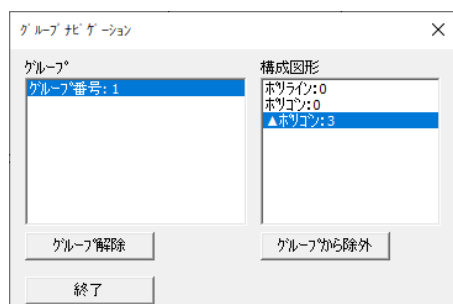 ｸﾞﾙｰﾌﾟﾅﾋﾞｹﾞｰｼｮﾝ
ｸﾞﾙｰﾌﾟ
構成図形
ｸﾞﾙｰﾌﾟ番号: 1
ﾎﾟﾘﾗｲﾝ:0
ﾎﾟﾘｺﾞﾝ:0
▲ﾎﾟﾘｺﾞﾝ:3
ｸﾞﾙｰﾌﾟ解除
ｸﾞﾙｰﾌﾟから除外
終了